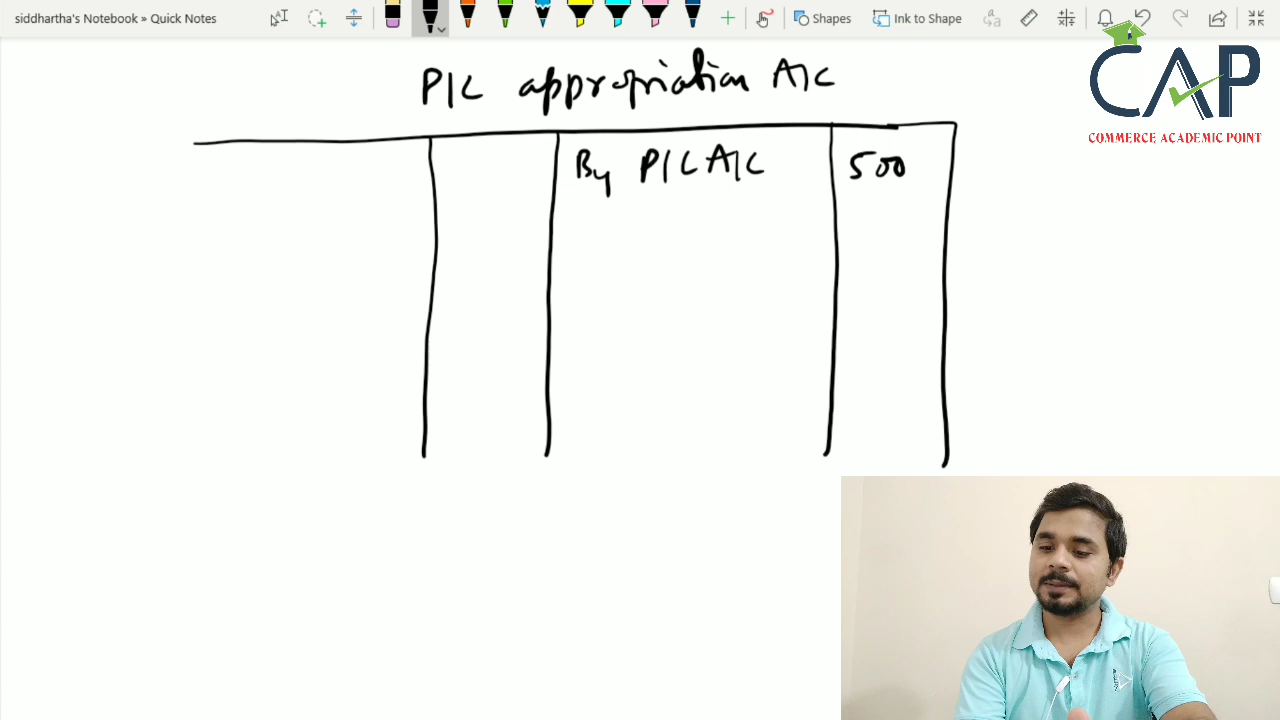 siddhartha's Notebook » Quick Notes
Shapes
Ink to Shape
CAP
COMMERCE ACADEMIC POINT
P/L appropriation A/C
By P/L A/C 500